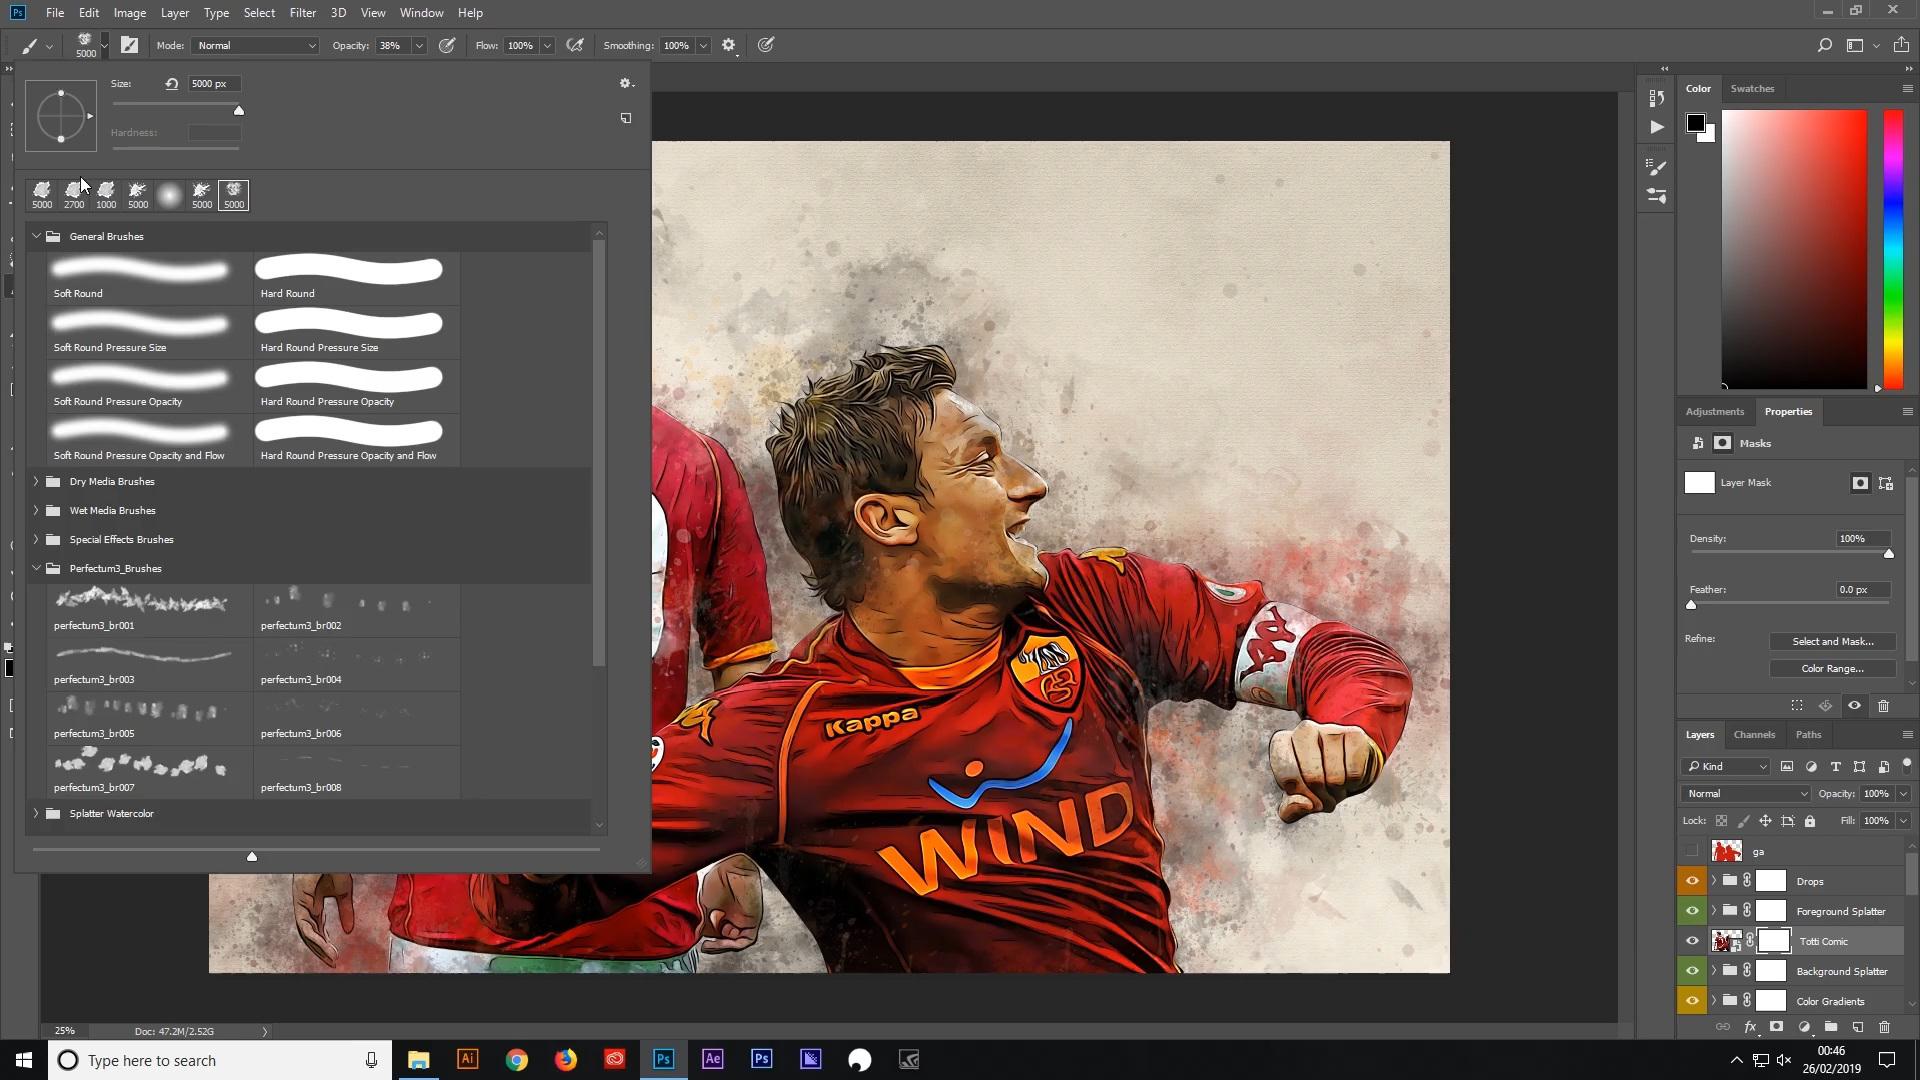 Ps File Edit Image Layer Type Select Filter 3D View Window Help
5000 Mode: Normal Opacity: 38% Flow: 100% Smoothing: 100%
Size: 5000 px
Hardness:
5000 2700 1000 5000 5000 5000
General Brushes
Soft Round Hard Round
Soft Round Pressure Size Hard Round Pressure Size
Soft Round Pressure Opacity Hard Round Pressure Opacity
Soft Round Pressure Opacity and Flow Hard Round Pressure Opacity and Flow
Dry Media Brushes
Wet Media Brushes
Special Effects Brushes
Perfectum3_Brushes
perfectum3_br001 perfectum3_br002
perfectum3_br003 perfectum3_br004
perfectum3_br005 perfectum3_br006
perfectum3_br007 perfectum3_br008
Splatter Watercolor
Kappa
WIND
Color Swatches
Adjustments Properties
Masks
Layer Mask
Density: 100%
Feather: 0.0 px
Refine: Select and Mask...
Color Range...
Layers Channels Paths
Kind
Normal Opacity: 100%
Lock: Fill: 100%
ga
Drops
Foreground Splatter
Totti Comic
Background Splatter
Color Gradients
fx
25% Doc: 47.2M/2.52G
Type here to search
Ai Ps Ae Ps
00:46
26/02/2019